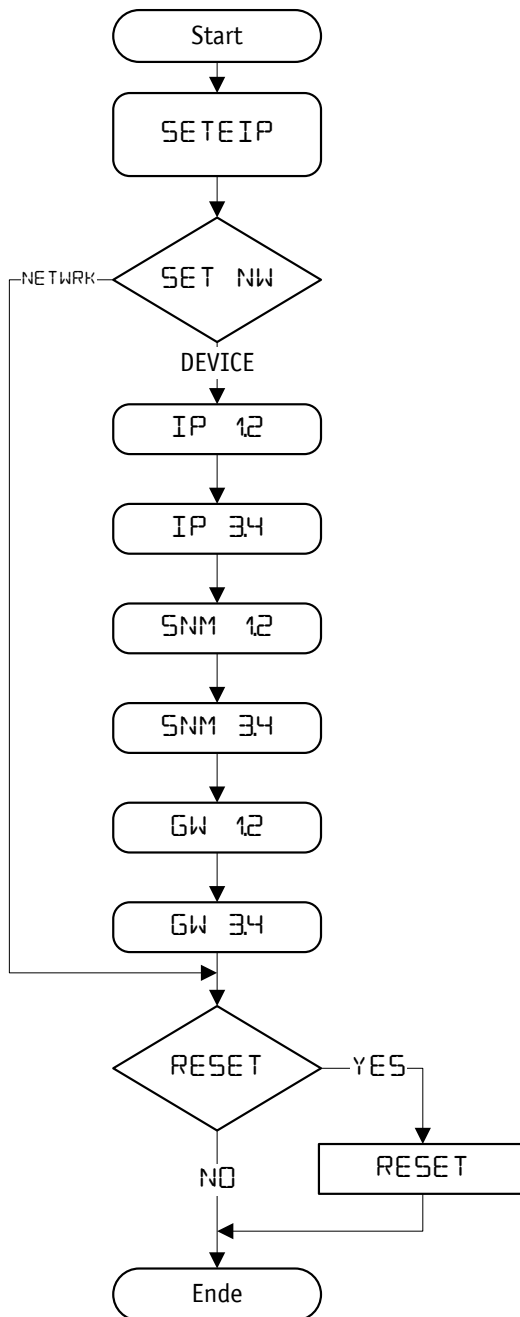 Start
SETEIP
SET NW
NETWRK
DEVICE
IP 1.2
IP 3.4
SNM 1.2
SNM 3.4
GW 1.2
GW 3.4
RESET
YES
RESET
NO
Ende